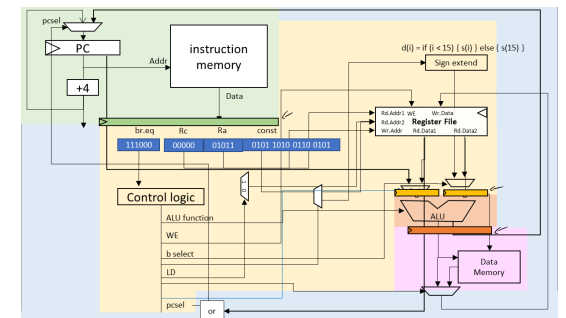 pcsel
PC
+4
Addr
instruction
memory
Data
d(i) = if (i < 15) { s(i) } else { s(15) }
Sign extend
Rd.Addr1 WE Wr.Data
Rd.Addr2 Register File
Wr.Addr Rd.Data1 Rd.Data2
br.eq Rc Ra const
111000 00000 01011 0101 1010 0110 0101
1 0
Control logic
ALU function
WE
b select
LD
pcsel
or
ALU
Data
Memory